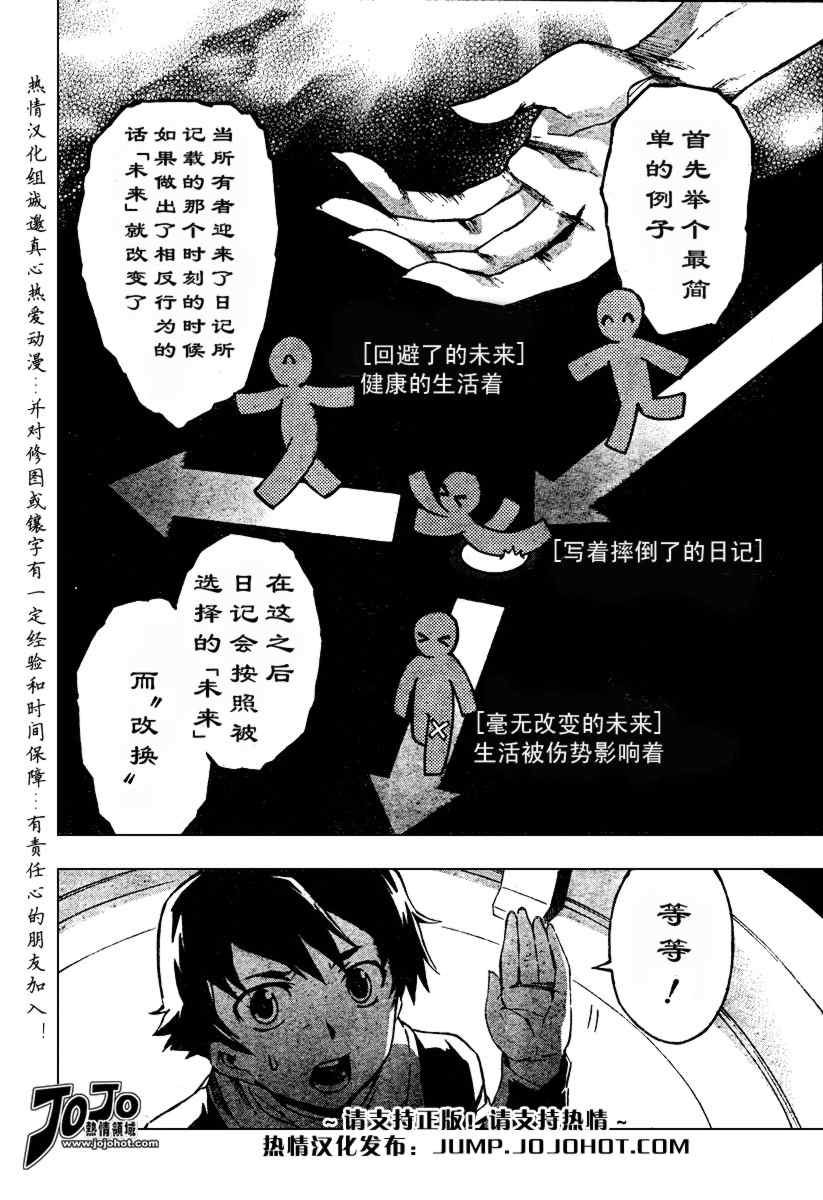 首先举个最简
单的例子
当所有者迎来了日记所
记载的那个时刻的时候
如果做出了相反行为的
话「未来」就改变了
[回避了的未来]
健康的生活着
[写着摔倒了的日记]
在这之后
日记会按照被
选择的「未来」
而〝改换〟
[毫无改变的未来]
生活被伤势影响着
等等！
热情汉化组诚邀真心热爱动漫…并对修图或镶字有一定经验和时间保障…有责任心的朋友加入！
JOJO
热情領域
www.jojohot.com
~请支持正版！请支持热情~
热情汉化发布：JUMP.JOJOHOT.COM